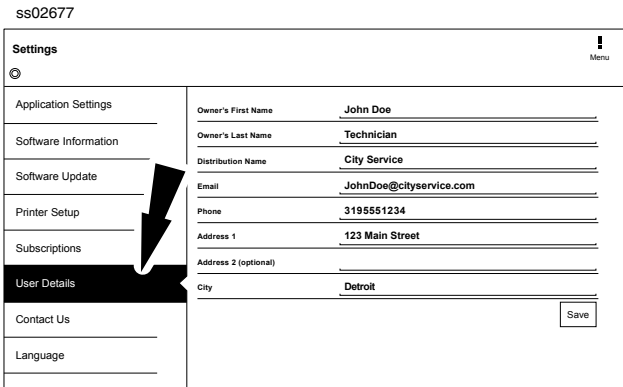 ss02677
Settings
Menu
Application Settings
Software Information
Software Update
Printer Setup
Subscriptions
User Details
Contact Us
Language
Owner's First Name John Doe
Owner's Last Name Technician
Distribution Name City Service
Email JohnDoe@cityservice.com
Phone 3195551234
Address 1 123 Main Street
Address 2 (optional)
City Detroit
Save